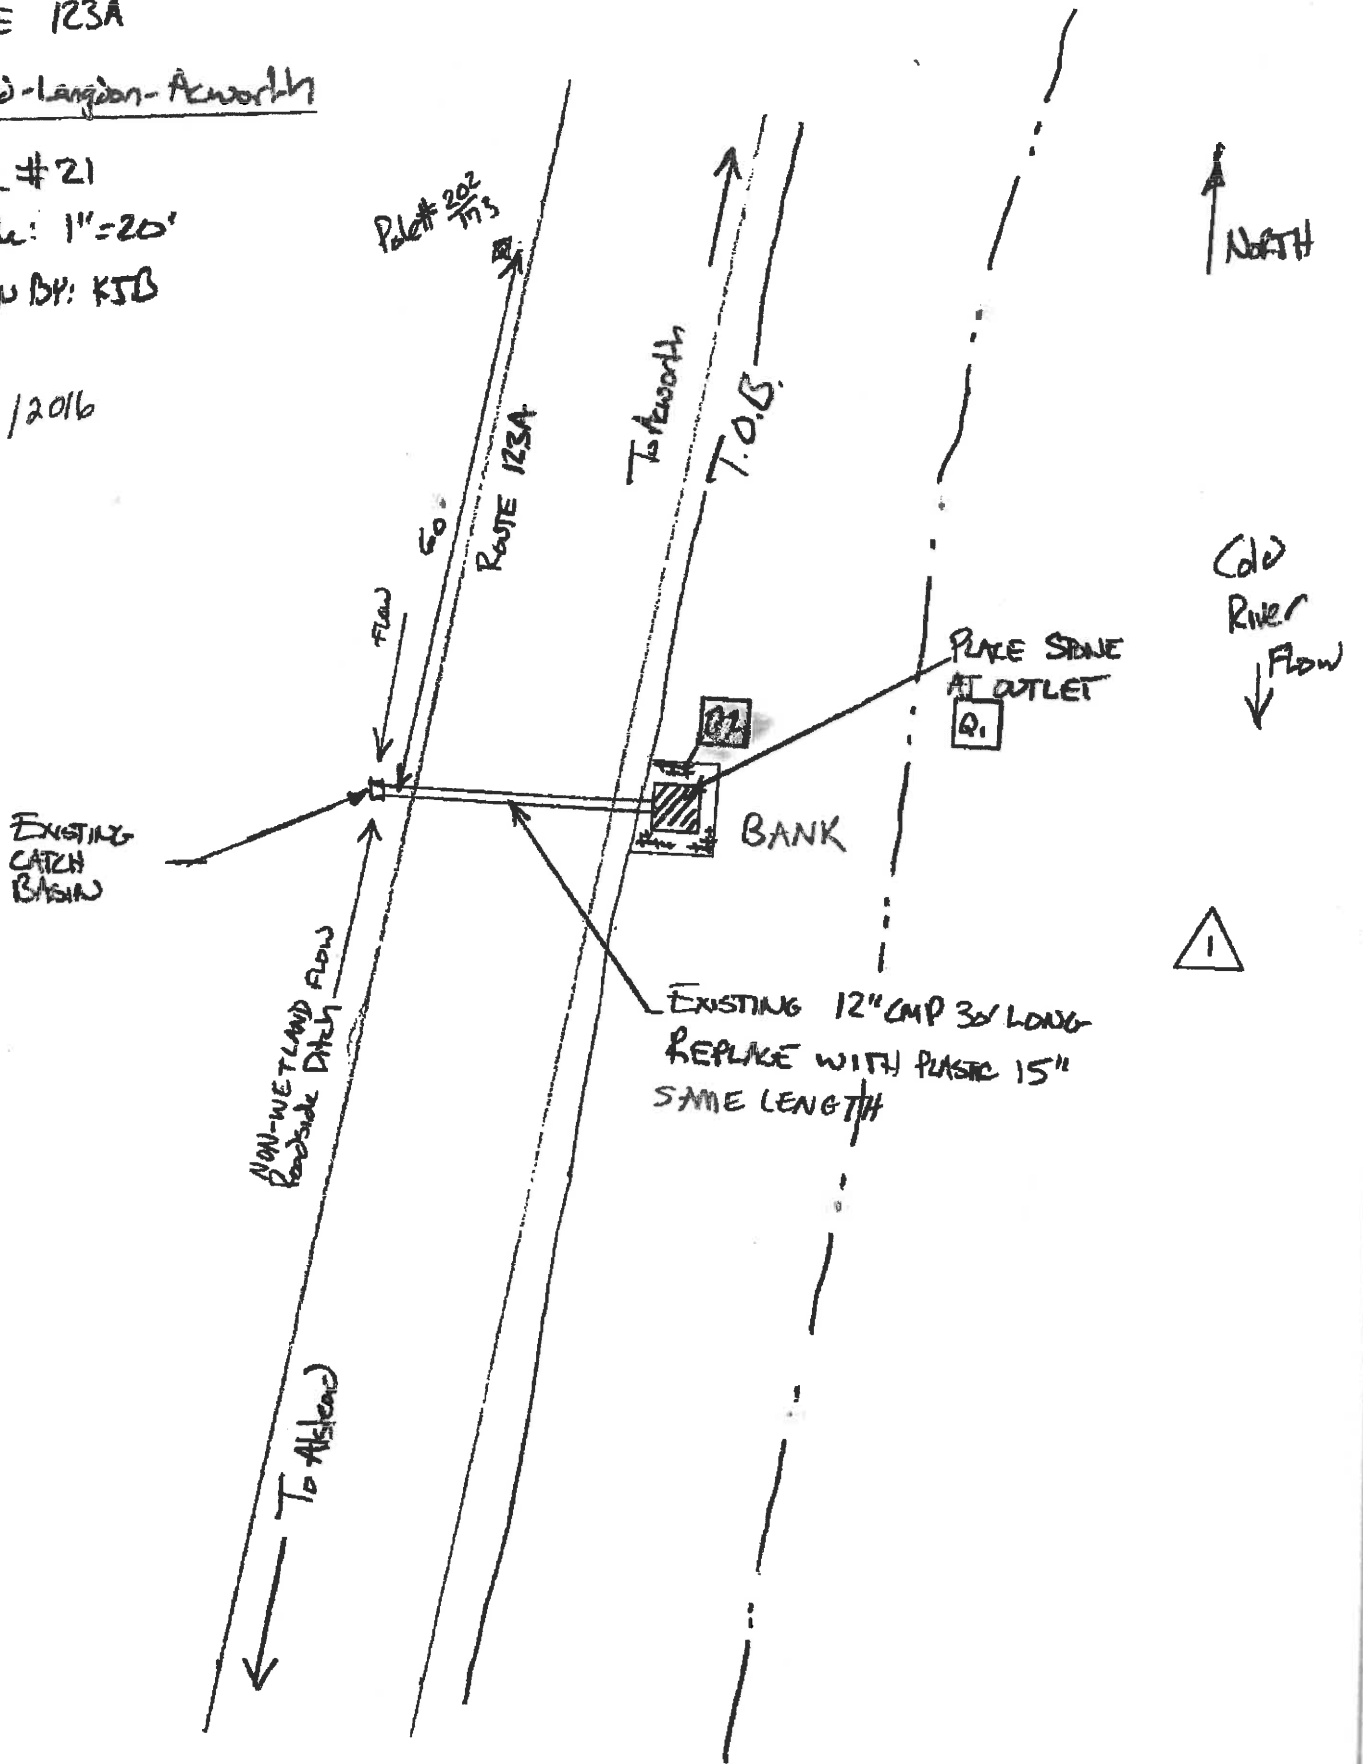 123A
-Langdon-Acworth
#21
1"=20'
BY: KJB
/2016
Pole# 202/173
NORTH
To Acworth
T.O.B.
ROUTE 123A
60'
FLOW
Cold
River
FLOW
PLACE STONE
AT OUTLET
Q1
BANK
EXISTING
CATCH
BASIN
1
NON-WETLAND
Roadside Ditch FLOW
EXISTING 12" CMP 30' LONG
REPLACE WITH PLASTIC 15"
SAME LENGTH
To Alstead